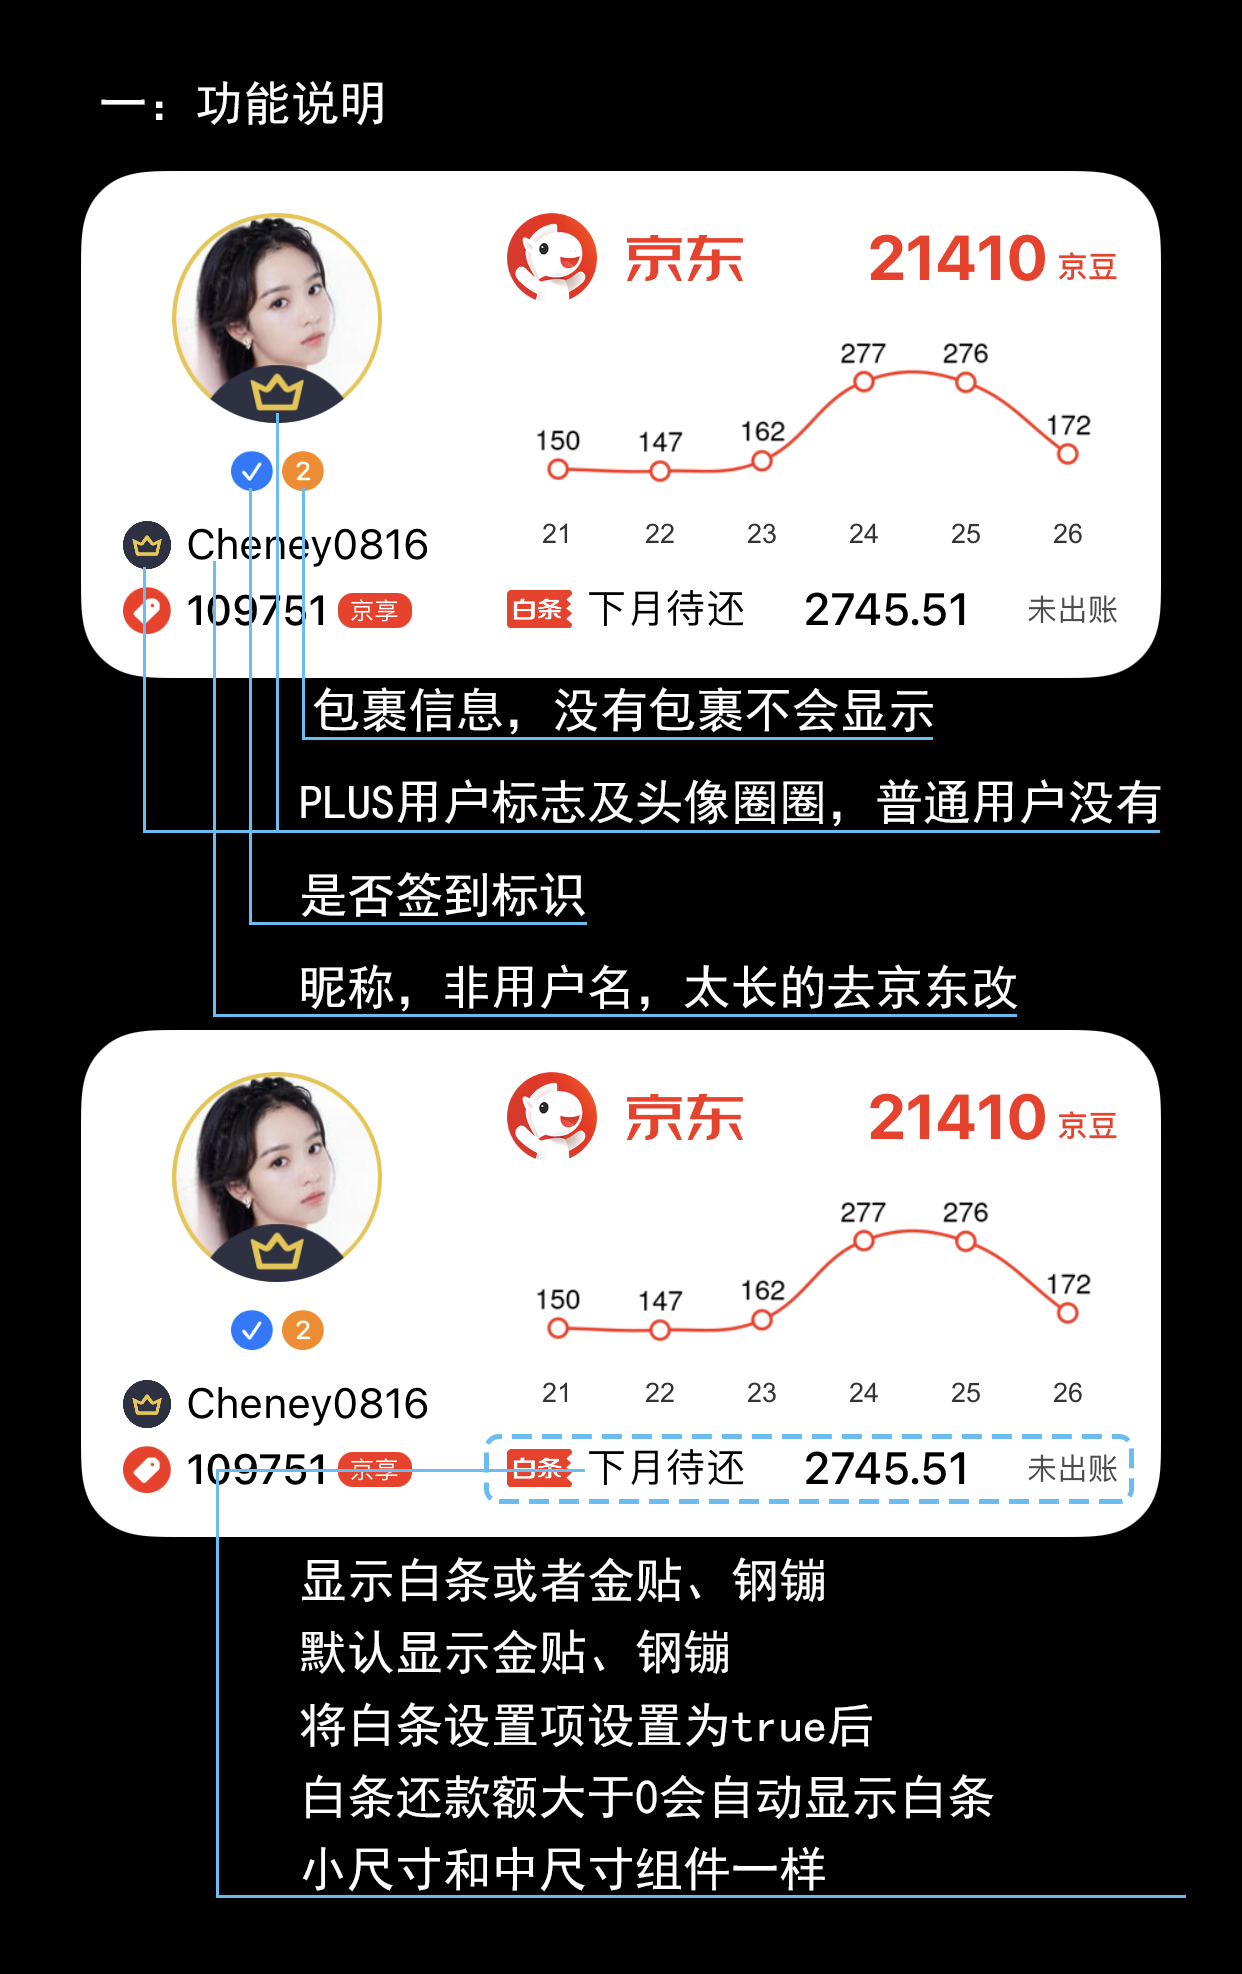 一：功能说明
京东
21410 京豆
277 276
172
150 147 162
2
21 22 23 24 25 26
Cheney0816
109751 京享
白条 下月待还 2745.51 未出账
包裹信息，没有包裹不会显示
PLUS用户标志及头像圈圈，普通用户没有
是否签到标识
昵称，非用户名，太长的去京东改
京东
21410 京豆
277 276
172
150 147 162
2
21 22 23 24 25 26
Cheney0816
109751 京享
白条 下月待还 2745.51 未出账
显示白条或者金贴、钢镚
默认显示金贴、钢镚
将白条设置项设置为true后
白条还款额大于0会自动显示白条
小尺寸和中尺寸组件一样